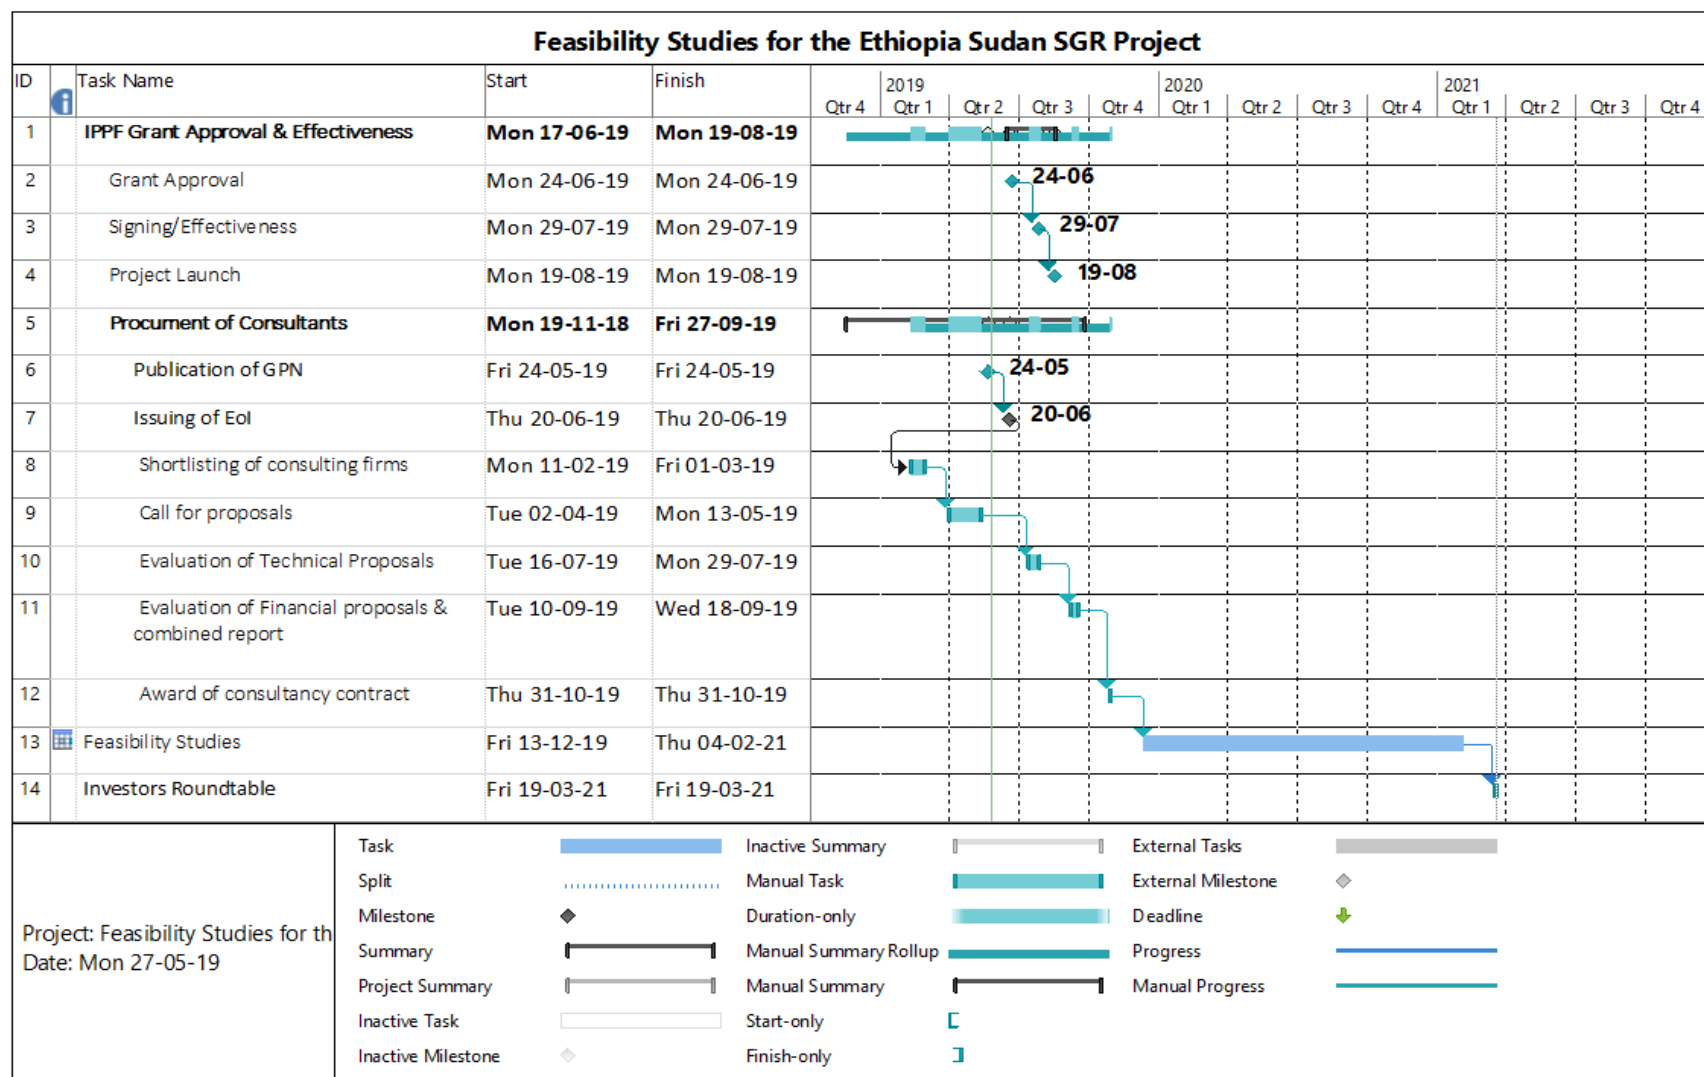 Feasibility Studies for the Ethiopia Sudan SGR Project
ID Task Name Start Finish
2019 2020 2021
Qtr 4 Qtr 1 Qtr 2 Qtr 3 Qtr 4 Qtr 1 Qtr 2 Qtr 3 Qtr 4 Qtr 1 Qtr 2 Qtr 3 Qtr 4
1 IPPF Grant Approval & Effectiveness Mon 17-06-19 Mon 19-08-19
2 Grant Approval Mon 24-06-19 Mon 24-06-19 24-06
3 Signing/Effectiveness Mon 29-07-19 Mon 29-07-19 29-07
4 Project Launch Mon 19-08-19 Mon 19-08-19 19-08
5 Procurment of Consultants Mon 19-11-18 Fri 27-09-19
6 Publication of GPN Fri 24-05-19 Fri 24-05-19 24-05
7 Issuing of EoI Thu 20-06-19 Thu 20-06-19 20-06
8 Shortlisting of consulting firms Mon 11-02-19 Fri 01-03-19
9 Call for proposals Tue 02-04-19 Mon 13-05-19
10 Evaluation of Technical Proposals Tue 16-07-19 Mon 29-07-19
11 Evaluation of Financial proposals & Tue 10-09-19 Wed 18-09-19
combined report
12 Award of consultancy contract Thu 31-10-19 Thu 31-10-19
13 Feasibility Studies Fri 13-12-19 Thu 04-02-21
14 Investors Roundtable Fri 19-03-21 Fri 19-03-21
Project: Feasibility Studies for th
Date: Mon 27-05-19
Task Inactive Summary External Tasks
Split Manual Task External Milestone
Milestone Duration-only Deadline
Summary Manual Summary Rollup Progress
Project Summary Manual Summary Manual Progress
Inactive Task Start-only
Inactive Milestone Finish-only